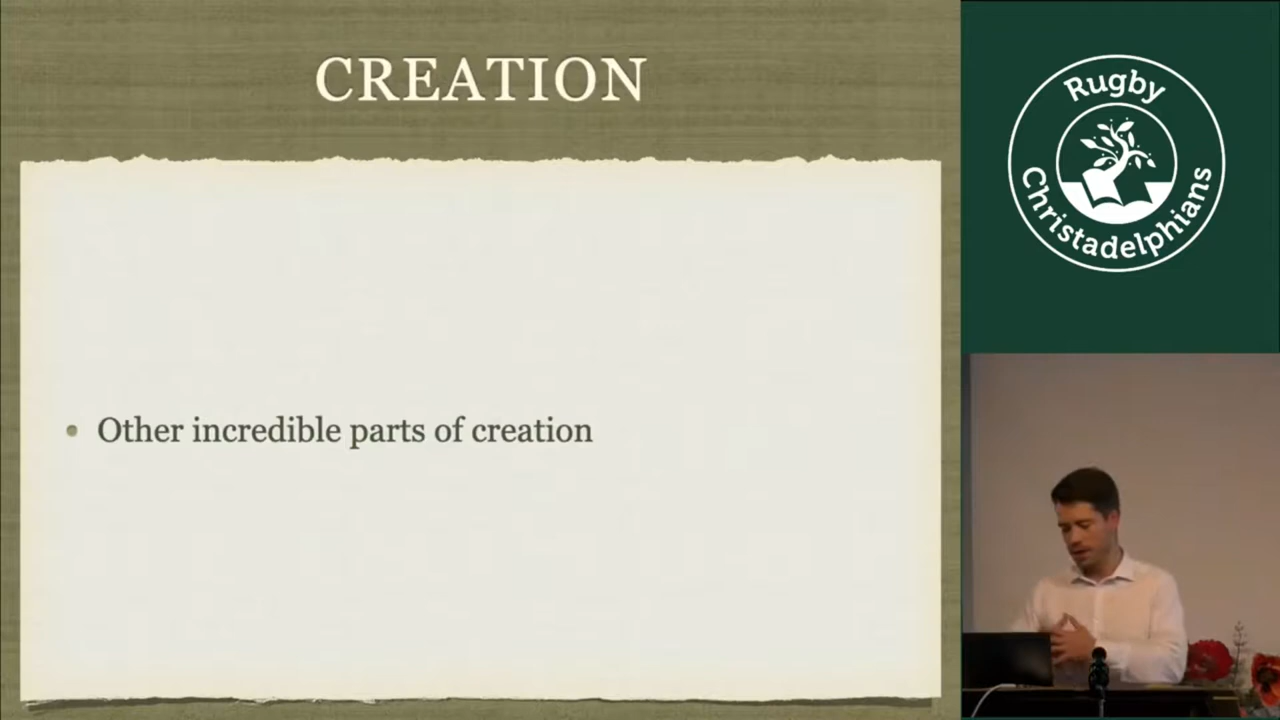 CREATION
• Other incredible parts of creation
Rugby
Christadelphians